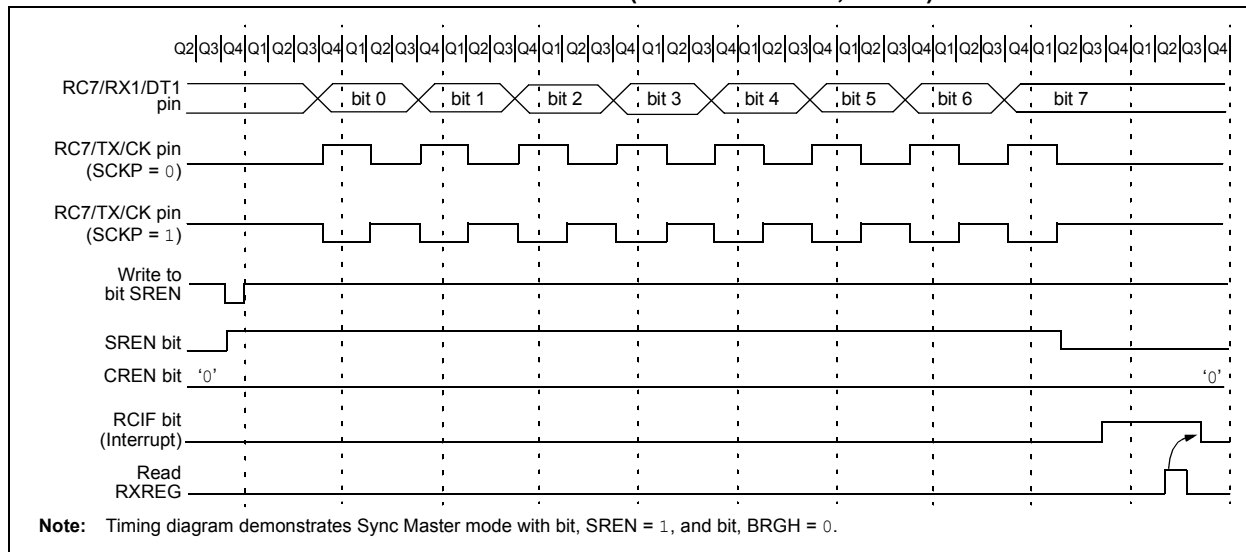 Q2 Q3 Q4 Q1 Q2 Q3 Q4 Q1 Q2 Q3 Q4 Q1 Q2 Q3 Q4 Q1 Q2 Q3 Q4 Q1 Q2 Q3 Q4 Q1 Q2 Q3 Q4 Q1 Q2 Q3 Q4 Q1 Q2 Q3 Q4 Q1 Q2 Q3 Q4 Q1 Q2 Q3 Q4
RC7/RX1/DT1
pin
bit 0 bit 1 bit 2 bit 3 bit 4 bit 5 bit 6 bit 7
RC7/TX/CK pin
(SCKP = 0)
RC7/TX/CK pin
(SCKP = 1)
Write to
bit SREN
SREN bit
CREN bit ‘0’ ‘0’
RCIF bit
(Interrupt)
Read
RXREG
Note: Timing diagram demonstrates Sync Master mode with bit, SREN = 1, and bit, BRGH = 0.